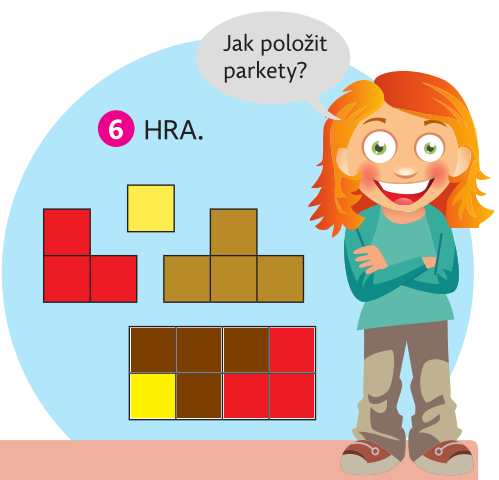 Jak položit
parkety?
6 HRA.